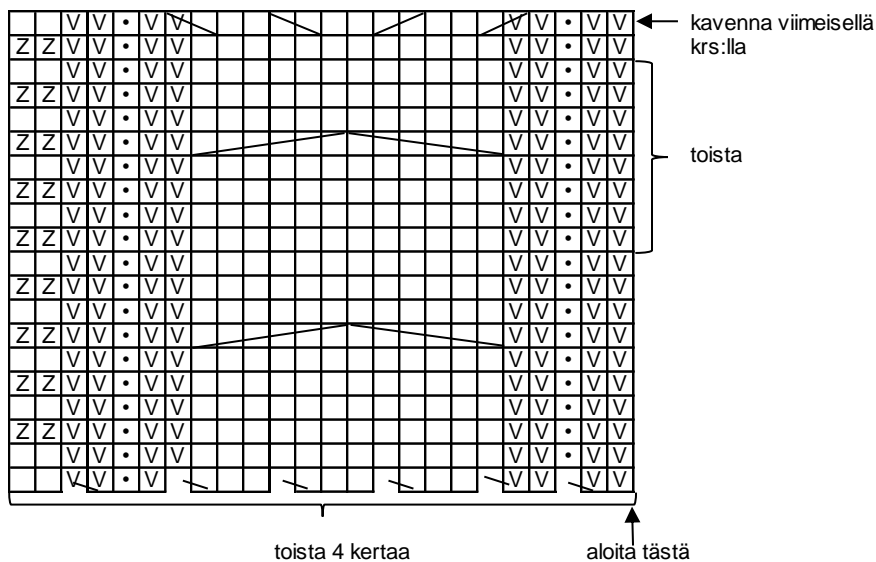 V V • V V V V • V V kavenna viimeisellä
krs:lla
Z Z V V • V V V V • V V
V V • V V V V • V V
Z Z V V • V V V V • V V
V V • V V V V • V V
Z Z V V • V V V V • V V
toista
V V • V V V V • V V
Z Z V V • V V V V • V V
V V • V V V V • V V
Z Z V V • V V V V • V V
V V • V V V V • V V
Z Z V V • V V V V • V V
V V • V V V V • V V
Z Z V V • V V V V • V V
V V • V V V V • V V
Z Z V V • V V V V • V V
V V • V V V V • V V
Z Z V V • V V V V • V V
V V • V V V V • V V
V V • V V V • V V
toista 4 kertaa
aloita tästä